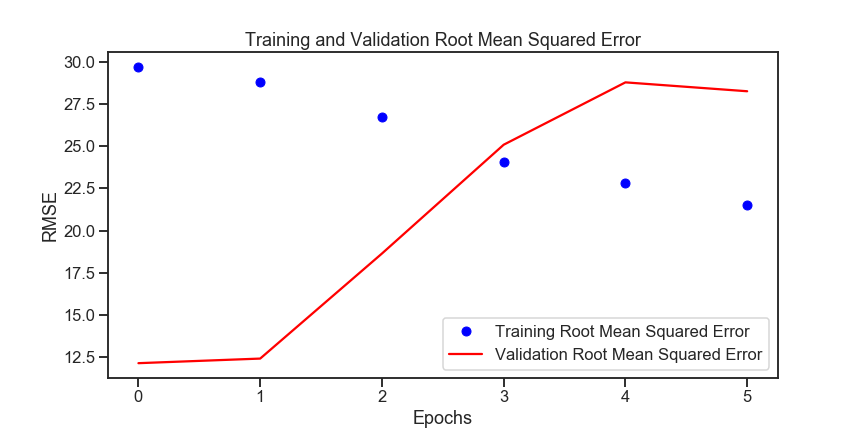 Training and Validation Root Mean Squared Error
30.0
27.5
25.0
22.5
20.0
17.5
15.0
12.5
RMSE
0 1 2 3 4 5
Epochs
Training Root Mean Squared Error
Validation Root Mean Squared Error